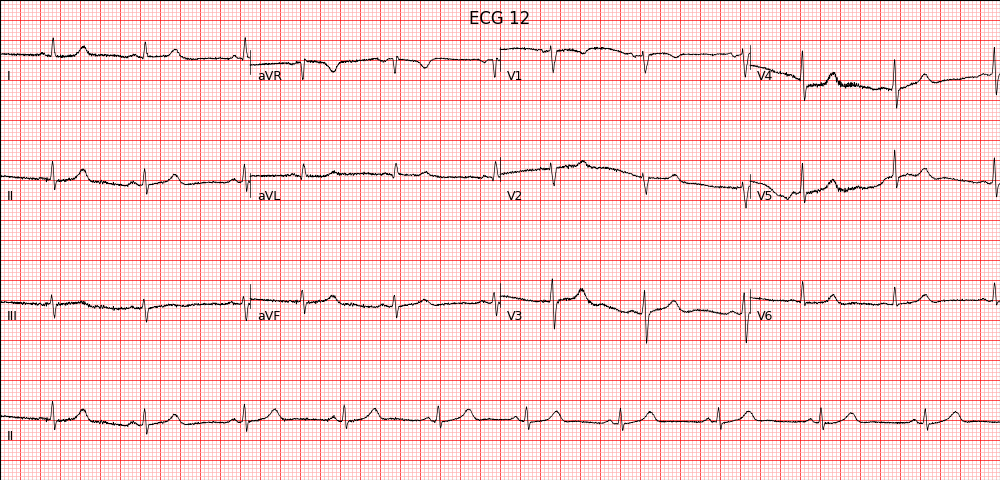 ECG 12
I aVR V1 V4
II aVL V2 V5
III aVF V3 V6
II